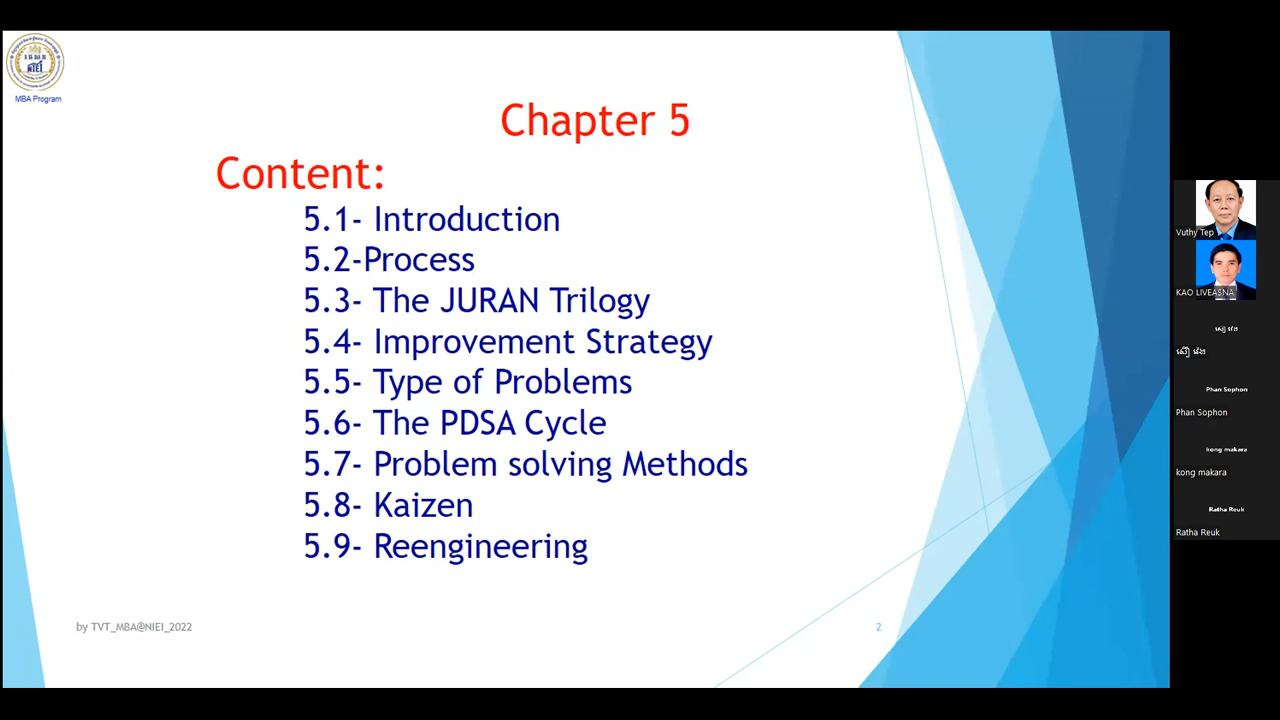 NIEI
MBA Program
Chapter 5
Content:
5.1- Introduction
5.2-Process
5.3- The JURAN Trilogy
5.4- Improvement Strategy
5.5- Type of Problems
5.6- The PDSA Cycle
5.7- Problem solving Methods
5.8- Kaizen
5.9- Reengineering
by TVT_MBA@NIEI_2022
2
Vuthy Tep
KAO LIVEASNA
Phan Sophon
Phan Sophon
kong makara
kong makara
Ratha Reuk
Ratha Reuk